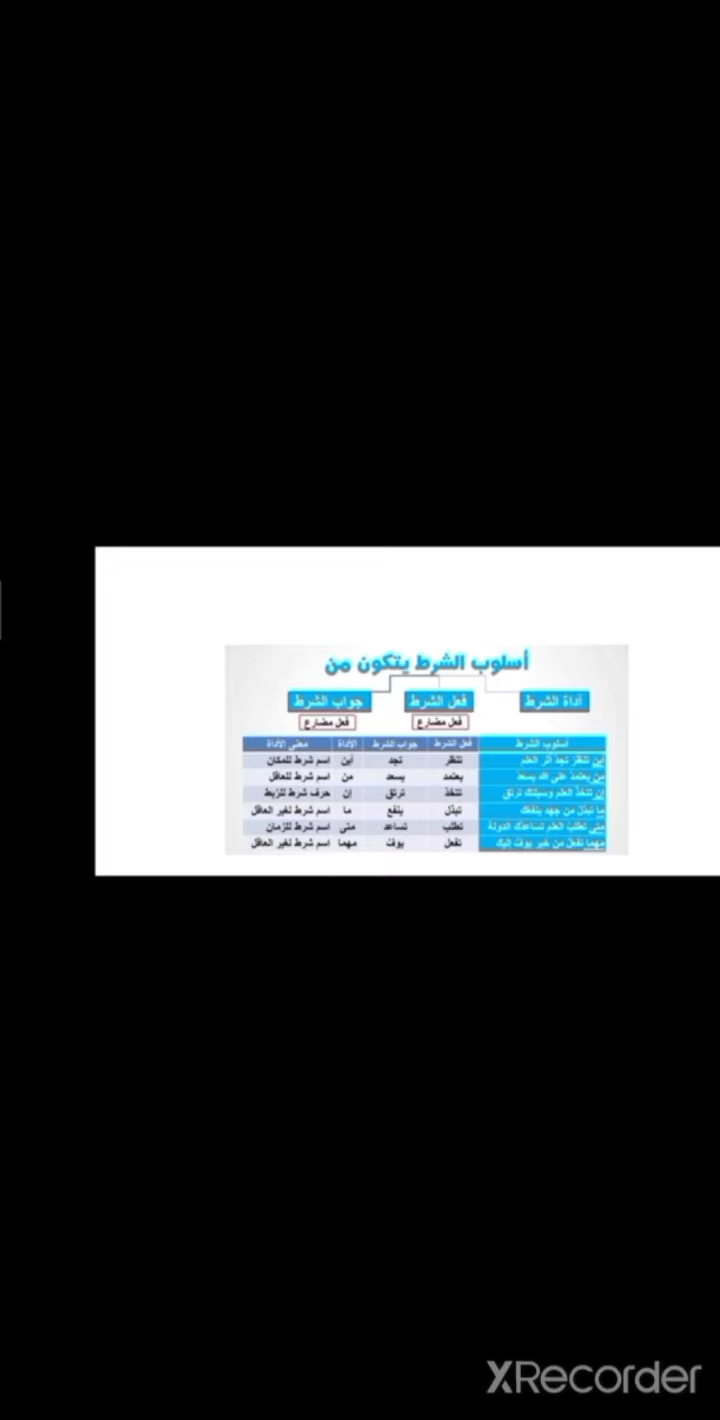 أسلوب الشرط يتكون من
أداة الشرط فعل الشرط جواب الشرط
فعل مضارع فعل مضارع
أسلوب الشرط فعل الشرط جواب الشرط الأداة معنى الأداة
أين تنظر تجد أثر العلم تنظر تجد أين اسم شرط للمكان
من يعتمد على الله يسعد يعتمد يسعد من اسم شرط للعاقل
إن تتخذ العلم وسيلتك ترتق تتخذ ترتق إن حرف شرط للربط
ما تبذل من جهد ينفعك تبذل ينفع ما اسم شرط لغير العاقل
متى تطلب العلم تساعدك الدولة تطلب تساعد متى اسم شرط للزمان
مهما تفعل من خير يوف إليك تفعل يوف مهما اسم شرط لغير العاقل
XRecorder